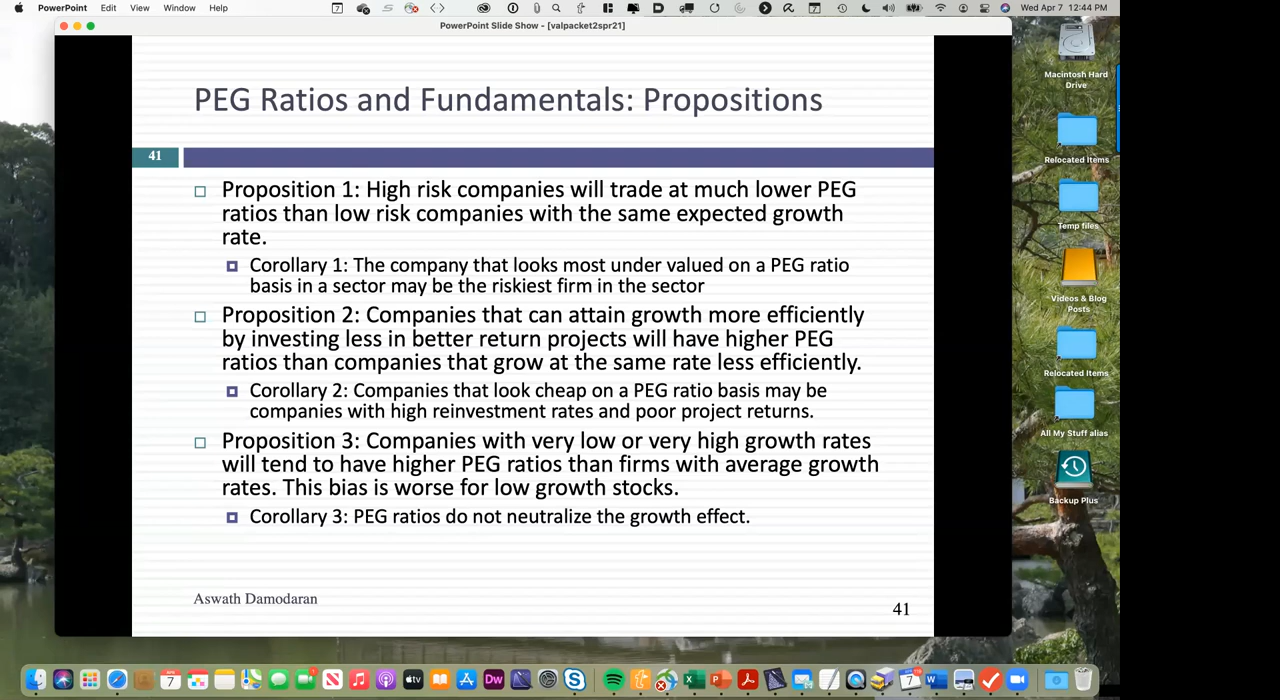 PowerPoint Edit View Window Help
Wed Apr 7 12:44 PM
PowerPoint Slide Show - [valpacket2spr21]
PEG Ratios and Fundamentals: Propositions
41
Proposition 1: High risk companies will trade at much lower PEG
ratios than low risk companies with the same expected growth
rate.
Corollary 1: The company that looks most under valued on a PEG ratio
basis in a sector may be the riskiest firm in the sector
Proposition 2: Companies that can attain growth more efficiently
by investing less in better return projects will have higher PEG
ratios than companies that grow at the same rate less efficiently.
Corollary 2: Companies that look cheap on a PEG ratio basis may be
companies with high reinvestment rates and poor project returns.
Proposition 3: Companies with very low or very high growth rates
will tend to have higher PEG ratios than firms with average growth
rates. This bias is worse for low growth stocks.
Corollary 3: PEG ratios do not neutralize the growth effect.
Aswath Damodaran
41
Macintosh Hard
Drive
Relocated Items
Temp files
Videos & Blog
Posts
Relocated Items
All My Stuff alias
Backup Plus